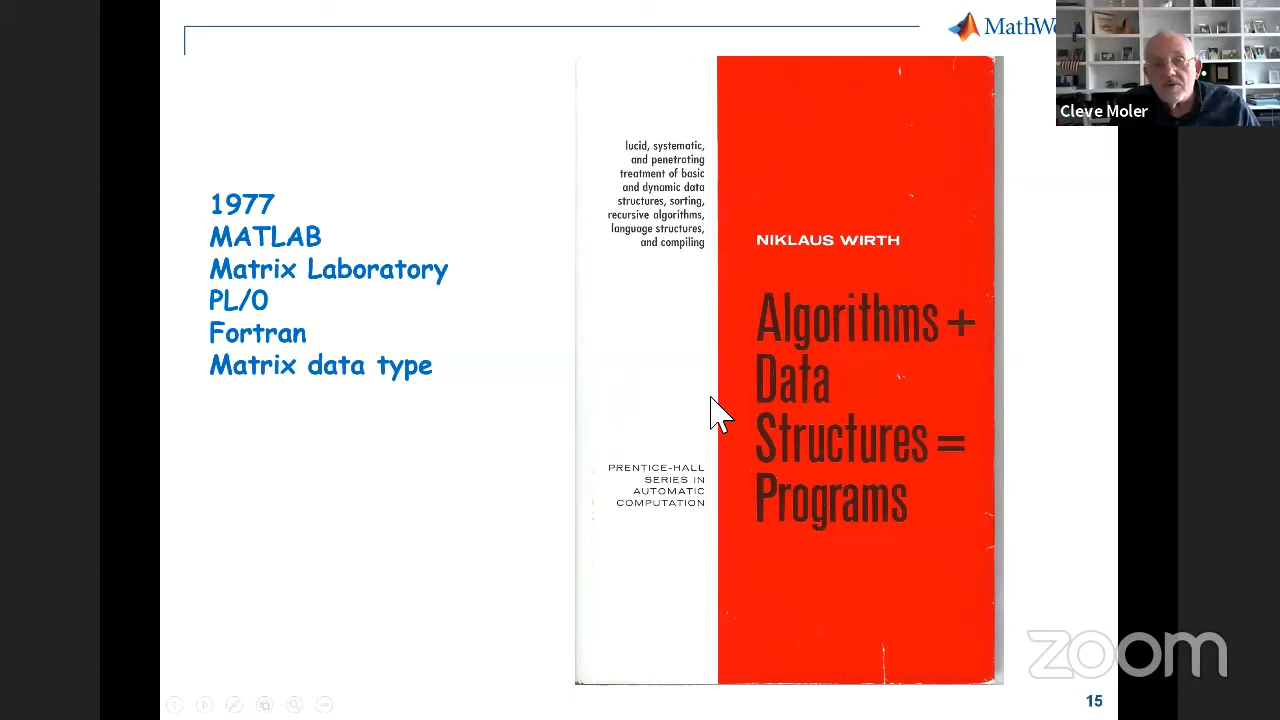 MathWo
Cleve Moler
1977
MATLAB
Matrix Laboratory
PL/0
Fortran
Matrix data type
lucid, systematic,
and penetrating
treatment of basic
and dynamic data
structures, sorting,
recursive algorithms,
language structures,
and compiling
PRENTICE-HALL
SERIES IN
AUTOMATIC
COMPUTATION
NIKLAUS WIRTH
Algorithms +
Data
Structures =
Programs
zoom
15